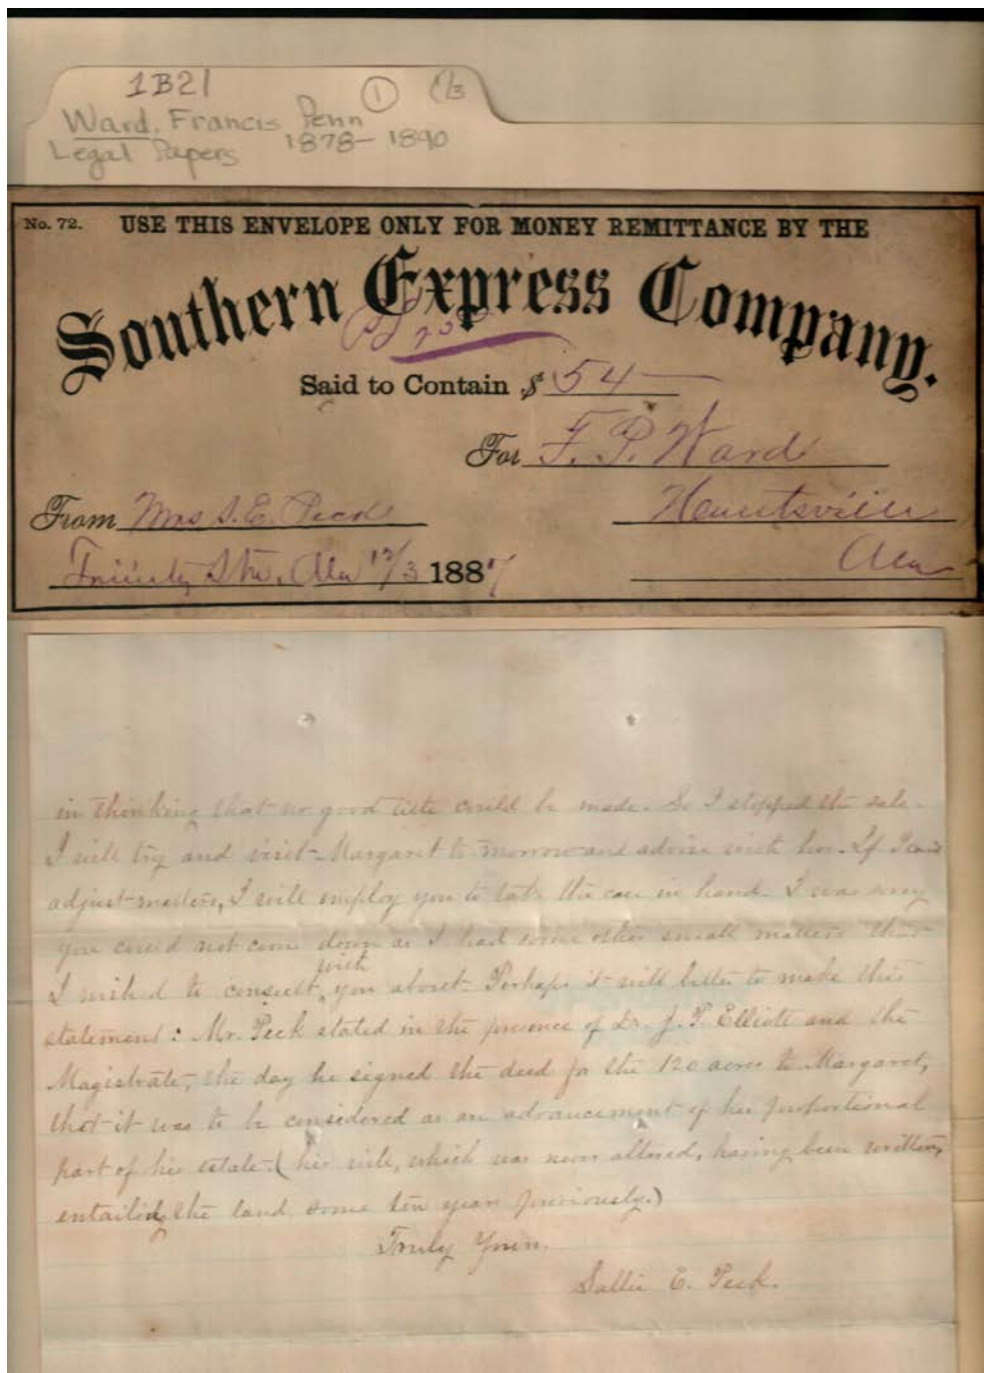 1B21 ① C/3
Ward, Francis Penn
Legal Papers 1878-1890
No. 72. USE THIS ENVELOPE ONLY FOR MONEY REMITTANCE BY THE
Southern Express Company.
Said to Contain $ 54
For F. P. Ward
From Mrs S. E. Peck Huntsville
Trinity Sta, Ala 12/3 1887 Ala
in thinking that no good title could be made. So I stopped the sale.
I will try and visit Margaret to-morrow and advise with her. If I can
adjust matters, I will employ you to take the case in hand. I was sorry
you could not come down as I had some other small matters that
with
I wished to consult you about. Perhaps it will better to make this
statement: Mr. Peck stated in the presence of Dr. J. P. Elliott and the
Magistrate, the day he signed the deed for the 120 acres to Margaret,
that it was to be considered as an advancement of her proportional
part of his estate. (his will, which was never altered, having been written,
entailing the land some ten years previously.)
Truly Yours.
Sallie E. Peck.